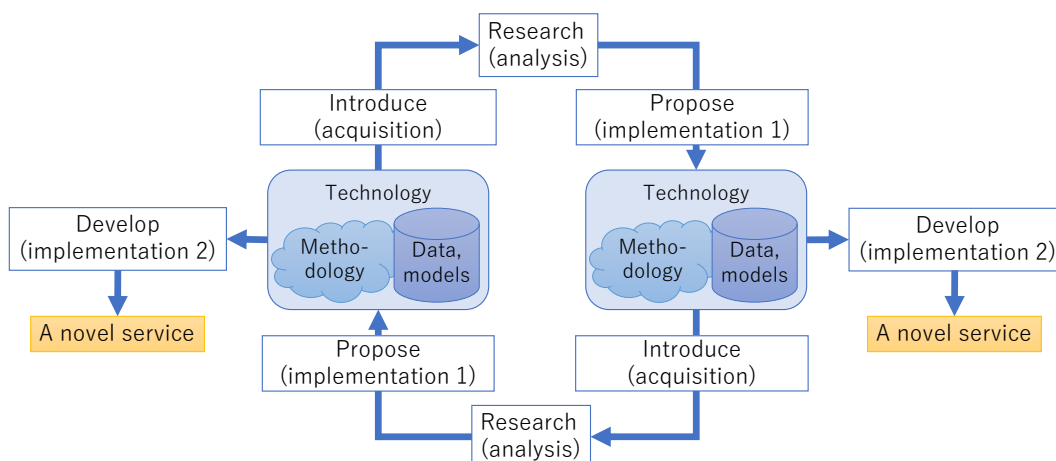 Research
(analysis)
Introduce
(acquisition)
Propose
(implementation 1)
Technology
Metho-
dology
Data,
models
Technology
Metho-
dology
Data,
models
Develop
(implementation 2)
A novel service
Develop
(implementation 2)
A novel service
Propose
(implementation 1)
Introduce
(acquisition)
Research
(analysis)